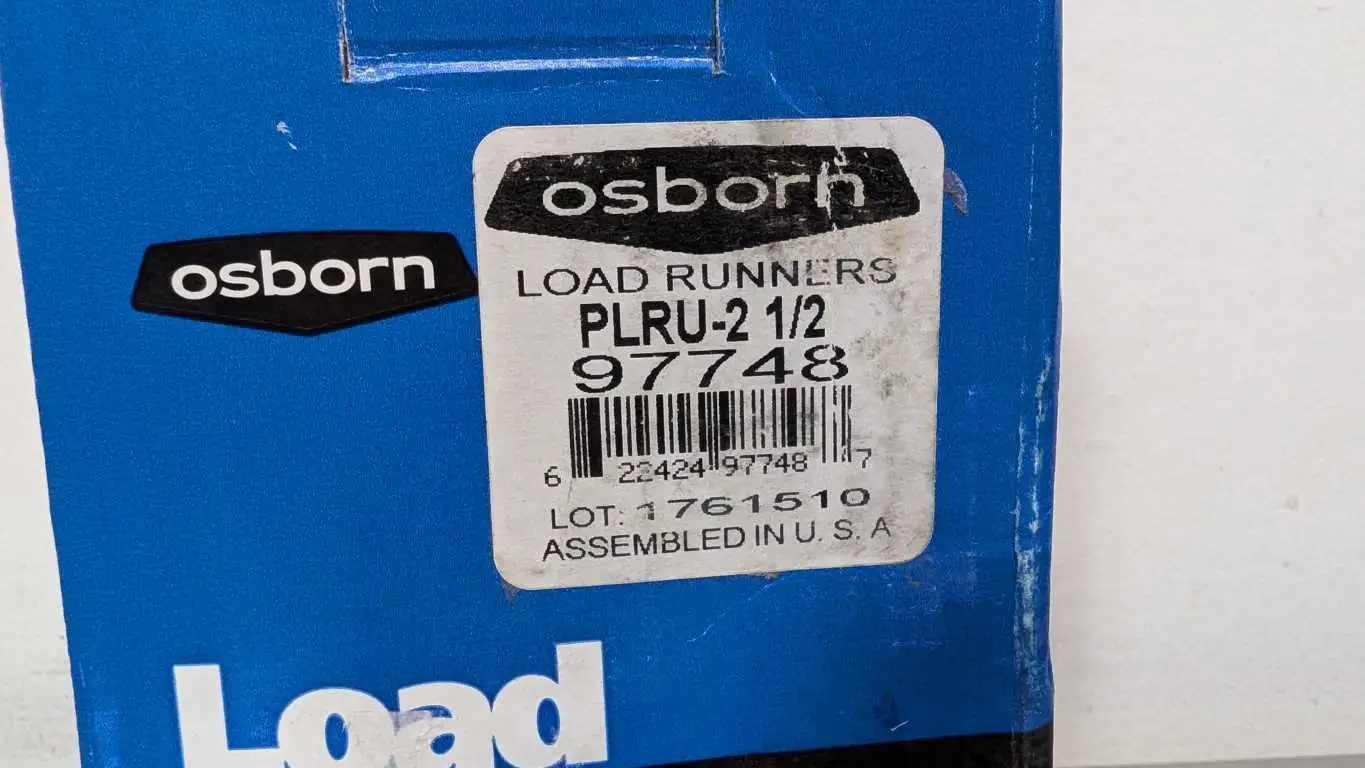 osborn
osborn
LOAD RUNNERS
PLRU-2 1/2
97748
6 22424 97748 7
LOT: 1761510
ASSEMBLED IN U. S. A
Load